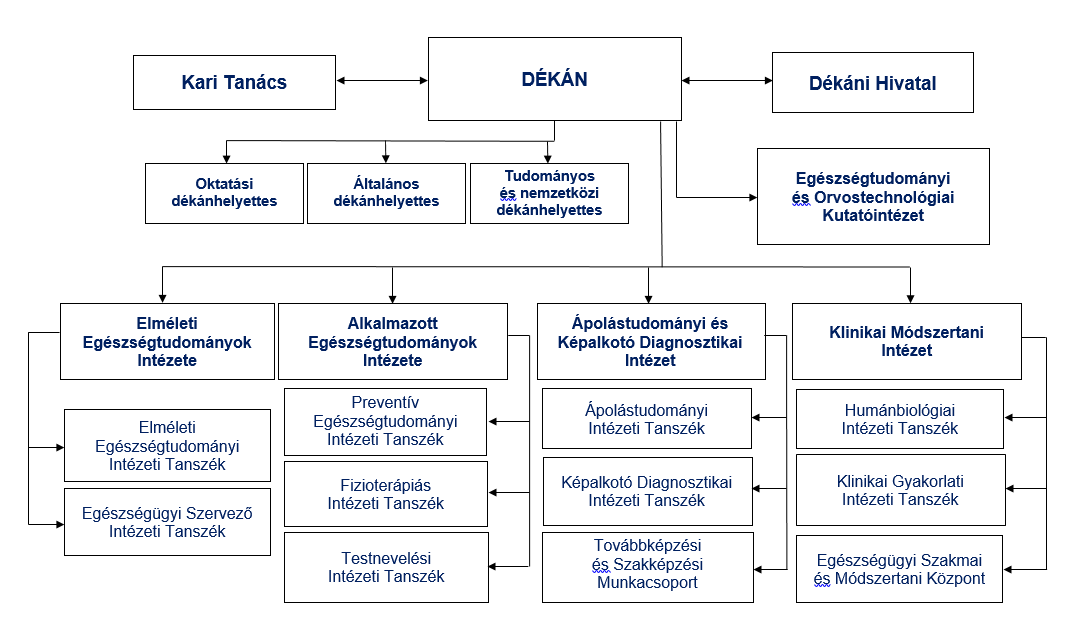 Kari Tanács
DÉKÁN
Dékáni Hivatal
Oktatási
dékánhelyettes
Általános
dékánhelyettes
Tudományos
és nemzetközi
dékánhelyettes
Egészségtudományi
és Orvostechnológiai
Kutatóintézet
Elméleti
Egészségtudományok
Intézete
Alkalmazott
Egészségtudományok
Intézete
Ápolástudományi és
Képalkotó Diagnosztikai
Intézet
Klinikai Módszertani
Intézet
Elméleti
Egészségtudományi
Intézeti Tanszék
Egészségügyi Szervező
Intézeti Tanszék
Preventív
Egészségtudományi
Intézeti Tanszék
Fizioterápiás
Intézeti Tanszék
Testnevelési
Intézeti Tanszék
Ápolástudományi
Intézeti Tanszék
Képalkotó Diagnosztikai
Intézeti Tanszék
Továbbképzési
és Szakképzési
Munkacsoport
Humánbiológiai
Intézeti Tanszék
Klinikai Gyakorlati
Intézeti Tanszék
Egészségügyi Szakmai
és Módszertani Központ